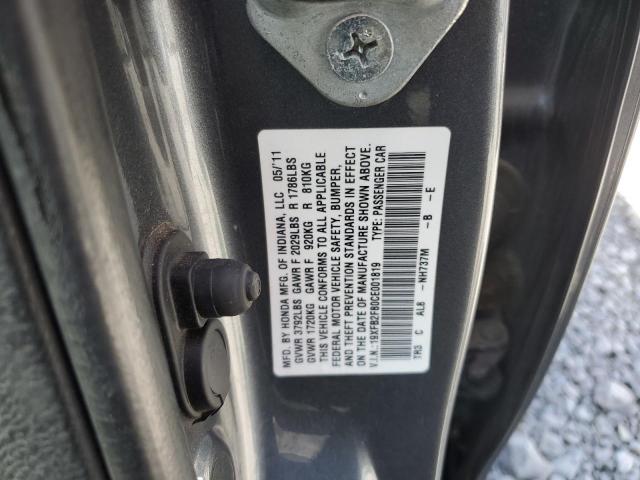 MFD. BY HONDA MFG. OF INDIANA, LLC 05/'11
GVWR 3792LBS GAWR F 2029LBS R 1786LBS
GVWR 1720KG GAWR F 920KG R 810KG
THIS VEHICLE CONFORMS TO ALL APPLICABLE
FEDERAL MOTOR VEHICLE SAFETY, BUMPER,
AND THEFT PREVENTION STANDARDS IN EFFECT
ON THE DATE OF MANUFACTURE SHOWN ABOVE.
V.I.N.:19XFB2F80CE001819 TYPE:PASSENGER CAR
TR3 C AL8 -NH737M -B -E